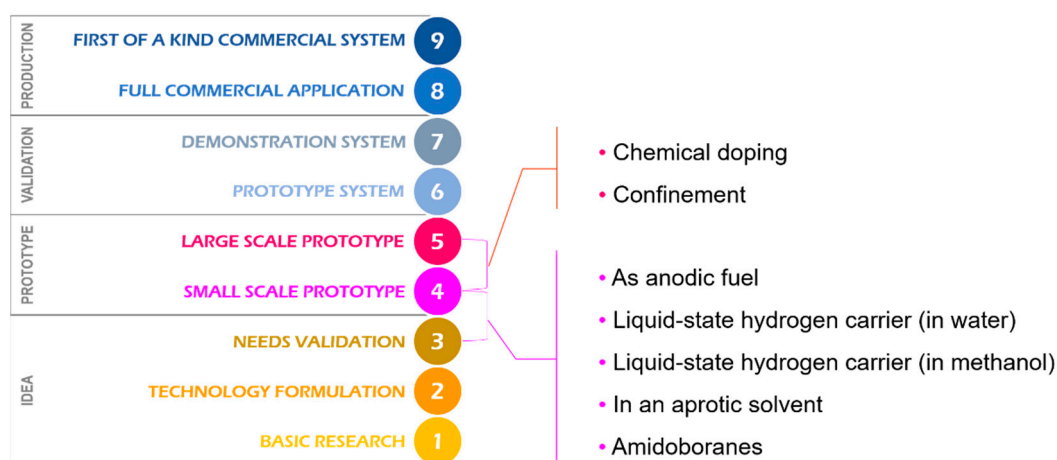 PRODUCTION
FIRST OF A KIND COMMERCIAL SYSTEM 9
FULL COMMERCIAL APPLICATION 8
VALIDATION
DEMONSTRATION SYSTEM 7
PROTOTYPE SYSTEM 6
PROTOTYPE
LARGE SCALE PROTOTYPE 5
SMALL SCALE PROTOTYPE 4
IDEA
NEEDS VALIDATION 3
TECHNOLOGY FORMULATION 2
BASIC RESEARCH 1
• Chemical doping
• Confinement
• As anodic fuel
• Liquid-state hydrogen carrier (in water)
• Liquid-state hydrogen carrier (in methanol)
• In an aprotic solvent
• Amidoboranes